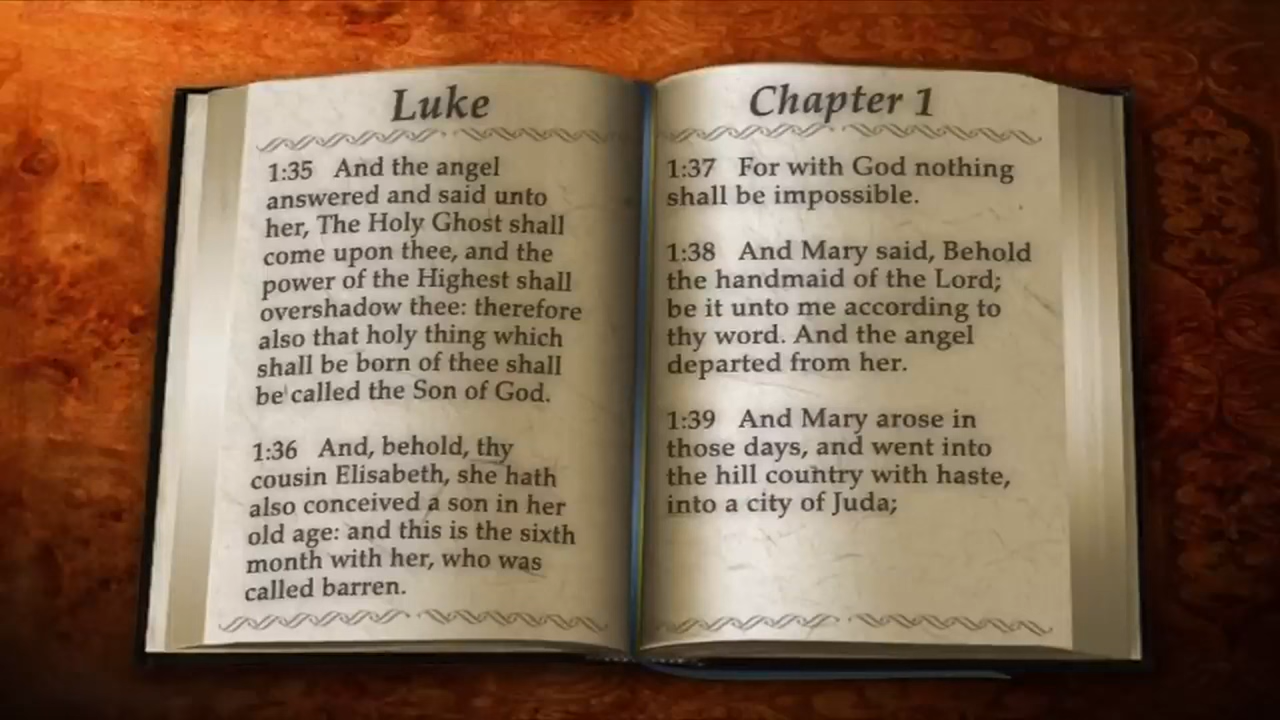 Luke
1:35 And the angel
answered and said unto
her, The Holy Ghost shall
come upon thee, and the
power of the Highest shall
overshadow thee: therefore
also that holy thing which
shall be born of thee shall
be called the Son of God.
1:36 And, behold, thy
cousin Elisabeth, she hath
also conceived a son in her
old age: and this is the sixth
month with her, who was
called barren.
Chapter 1
1:37 For with God nothing
shall be impossible.
1:38 And Mary said, Behold
the handmaid of the Lord;
be it unto me according to
thy word. And the angel
departed from her.
1:39 And Mary arose in
those days, and went into
the hill country with haste,
into a city of Juda;